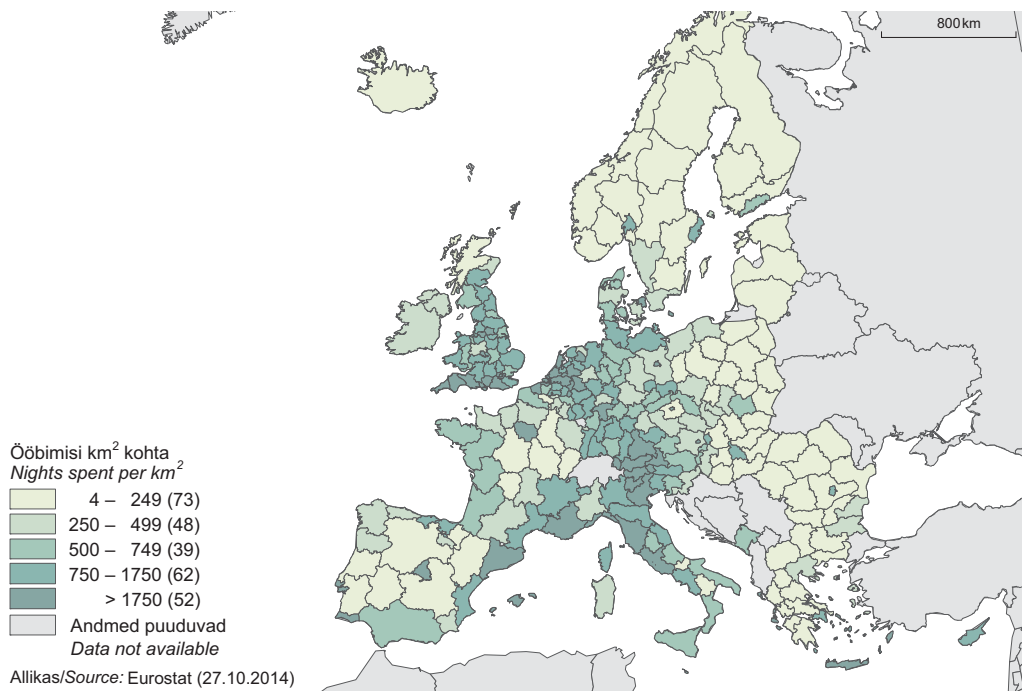 800 km
Ööbimisi km² kohta
Nights spent per km²
4 – 249 (73)
250 – 499 (48)
500 – 749 (39)
750 – 1750 (62)
> 1750 (52)
Andmed puuduvad
Data not available
Allikas/Source: Eurostat (27.10.2014)